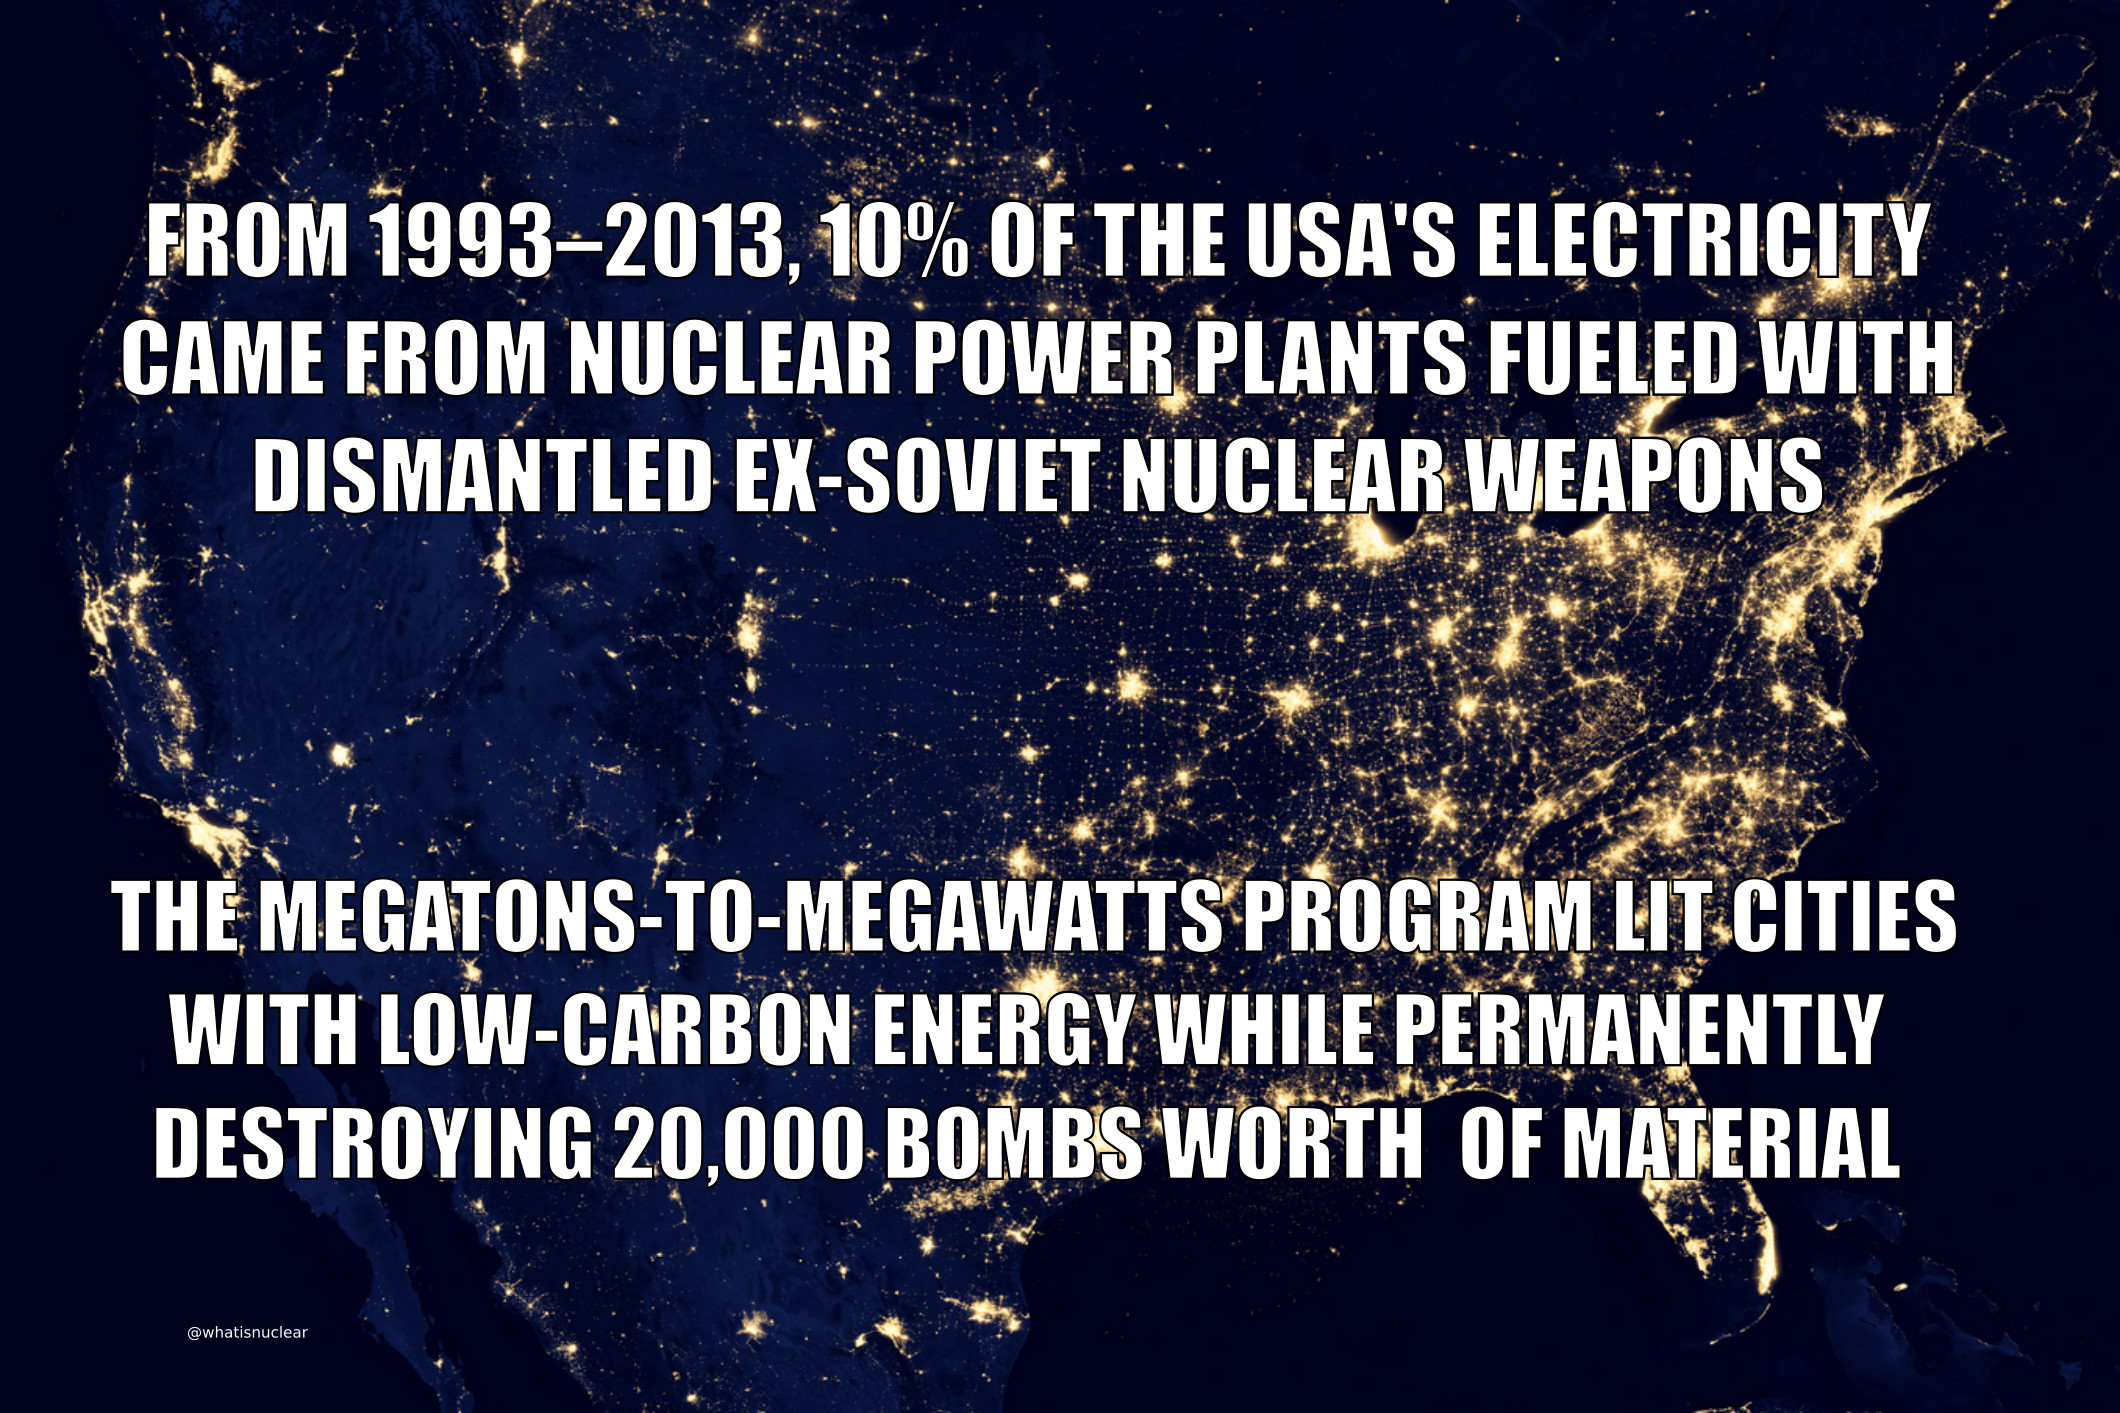 FROM 1993–2013, 10% OF THE USA'S ELECTRICITY
CAME FROM NUCLEAR POWER PLANTS FUELED WITH
DISMANTLED EX-SOVIET NUCLEAR WEAPONS
THE MEGATONS-TO-MEGAWATTS PROGRAM LIT CITIES
WITH LOW-CARBON ENERGY WHILE PERMANENTLY
DESTROYING 20,000 BOMBS WORTH  OF MATERIAL
@whatisnuclear